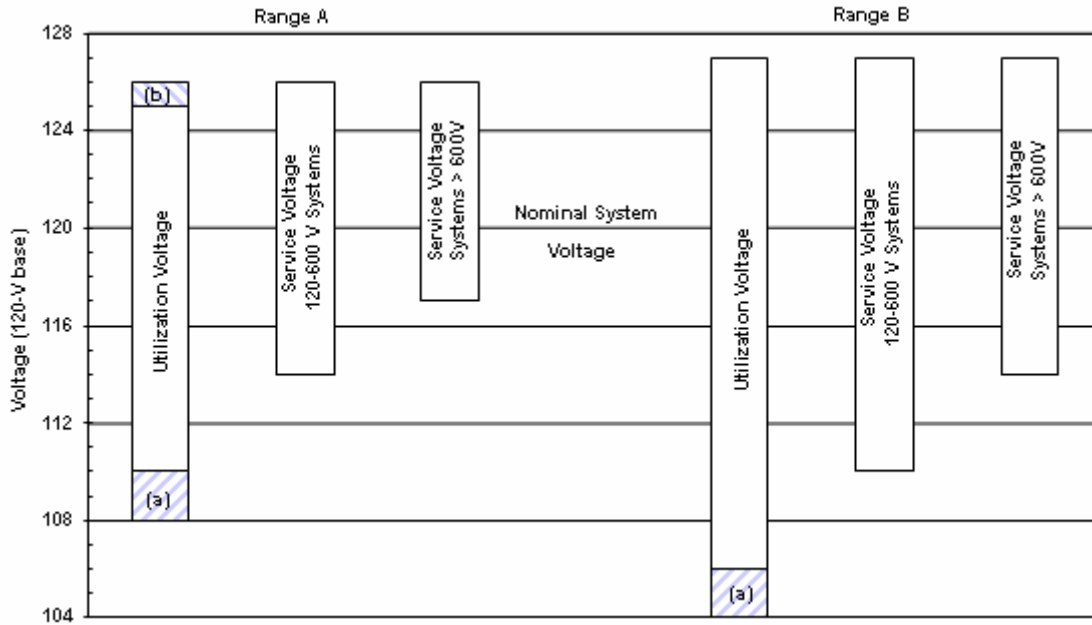 Range A
Range B
128
124
120
116
112
108
104
Voltage (120-V base)
(b)
Utilization Voltage
(a)
Service Voltage
120-600 V Systems
Service Voltage
Systems > 600V
Nominal System
Voltage
Utilization Voltage
(a)
Service Voltage
120-600 V Systems
Service Voltage
Systems > 600V